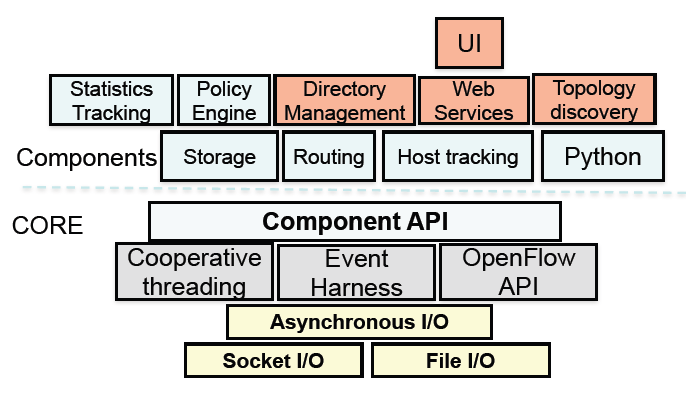 UI
Statistics
Tracking
Policy
Engine
Directory
Management
Web
Services
Topology
discovery
Components
Storage
Routing
Host tracking
Python
CORE
Component API
Cooperative
threading
Event
Harness
OpenFlow
API
Asynchronous I/O
Socket I/O
File I/O